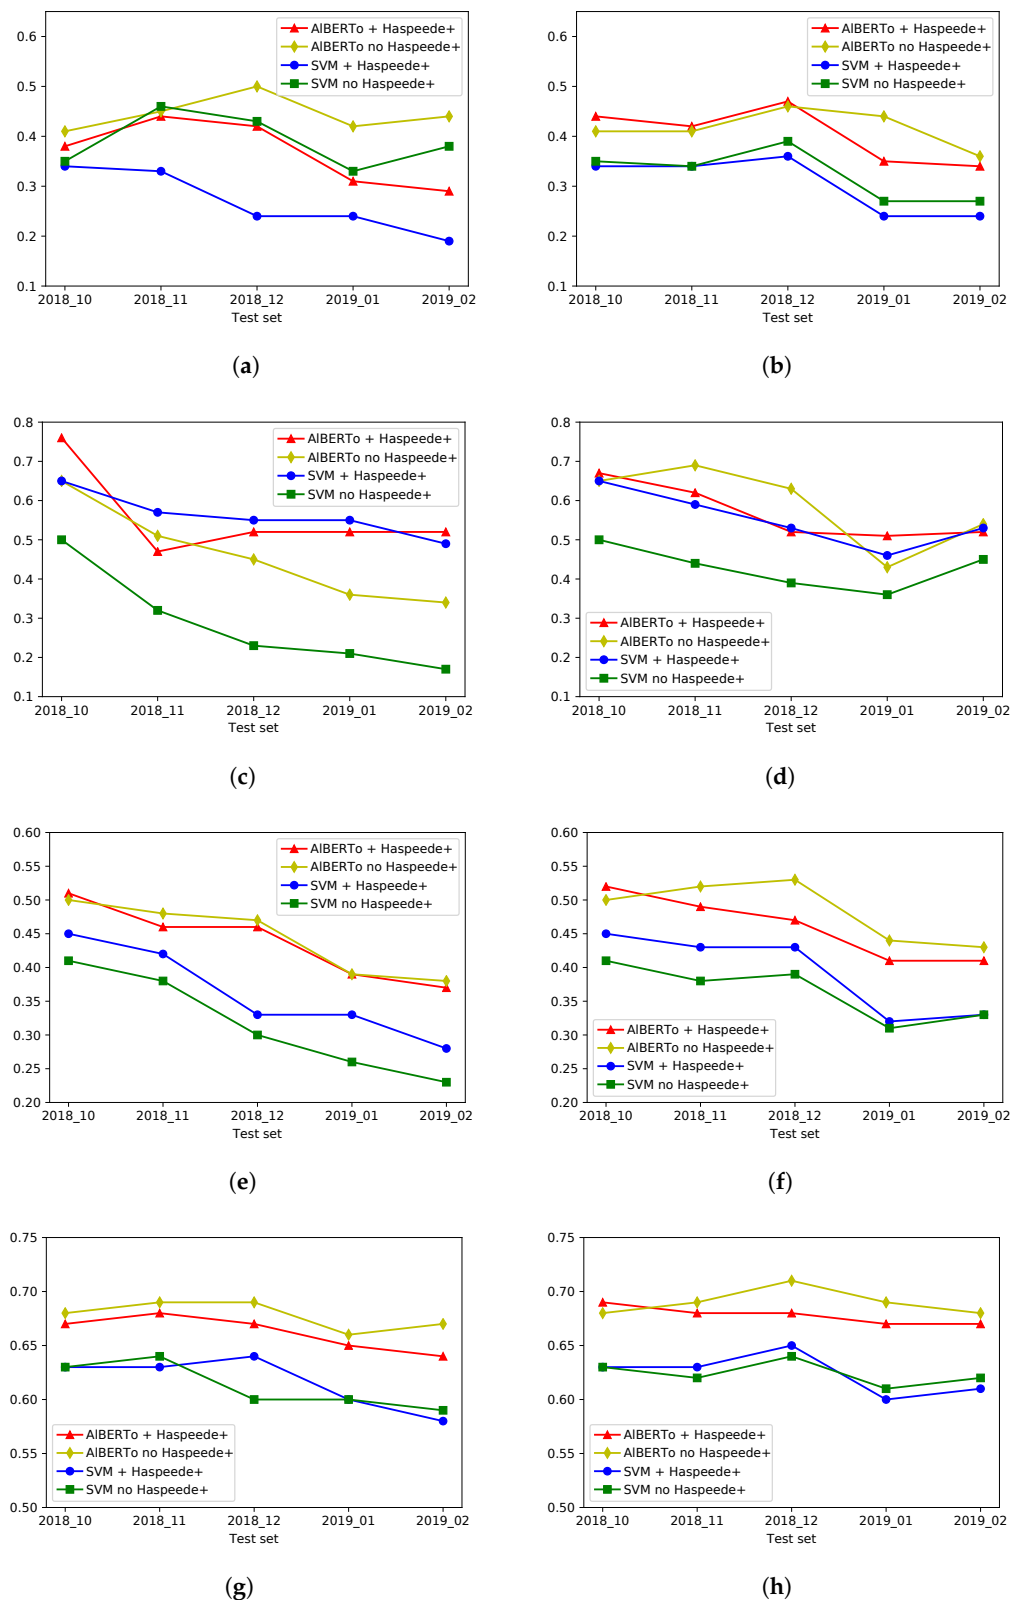 0.6
0.5
0.4
0.3
0.2
0.1
AlBERTo + Haspeede+
AlBERTo no Haspeede+
SVM + Haspeede+
SVM no Haspeede+
2018_10 2018_11 2018_12 2019_01 2019_02
Test set
(a)
0.6
0.5
0.4
0.3
0.2
0.1
AlBERTo + Haspeede+
AlBERTo no Haspeede+
SVM + Haspeede+
SVM no Haspeede+
2018_10 2018_11 2018_12 2019_01 2019_02
Test set
(b)
0.8
0.7
0.6
0.5
0.4
0.3
0.2
0.1
AlBERTo + Haspeede+
AlBERTo no Haspeede+
SVM + Haspeede+
SVM no Haspeede+
2018_10 2018_11 2018_12 2019_01 2019_02
Test set
(c)
0.8
0.7
0.6
0.5
0.4
0.3
0.2
0.1
AlBERTo + Haspeede+
AlBERTo no Haspeede+
SVM + Haspeede+
SVM no Haspeede+
2018_10 2018_11 2018_12 2019_01 2019_02
Test set
(d)
0.60
0.55
0.50
0.45
0.40
0.35
0.30
0.25
0.20
AlBERTo + Haspeede+
AlBERTo no Haspeede+
SVM + Haspeede+
SVM no Haspeede+
2018_10 2018_11 2018_12 2019_01 2019_02
Test set
(e)
0.60
0.55
0.50
0.45
0.40
0.35
0.30
0.25
0.20
AlBERTo + Haspeede+
AlBERTo no Haspeede+
SVM + Haspeede+
SVM no Haspeede+
2018_10 2018_11 2018_12 2019_01 2019_02
Test set
(f)
0.75
0.70
0.65
0.60
0.55
0.50
AlBERTo + Haspeede+
AlBERTo no Haspeede+
SVM + Haspeede+
SVM no Haspeede+
2018_10 2018_11 2018_12 2019_01 2019_02
Test set
(g)
0.75
0.70
0.65
0.60
0.55
0.50
AlBERTo + Haspeede+
AlBERTo no Haspeede+
SVM + Haspeede+
SVM no Haspeede+
2018_10 2018_11 2018_12 2019_01 2019_02
Test set
(h)